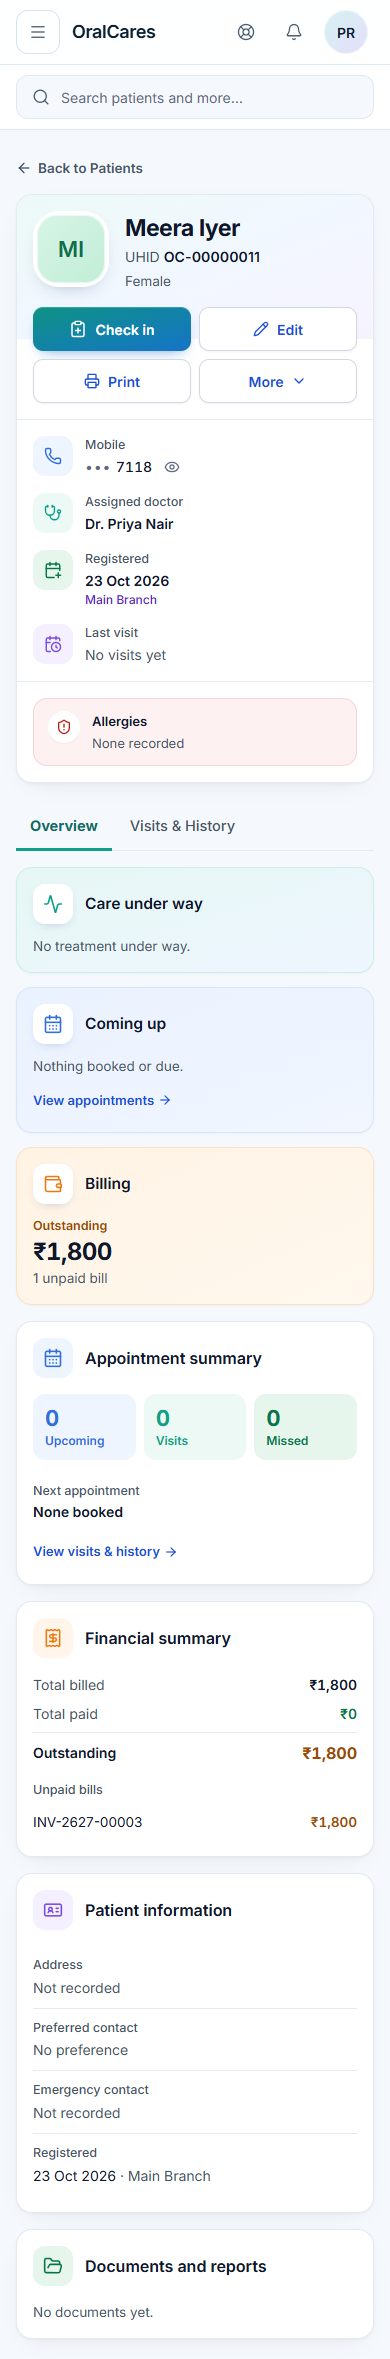 OralCares
PR
Search patients and more...
Back to Patients
MI
Meera Iyer
UHID OC-00000011
Female
Check in
Edit
Print
More
Mobile
••• 7118
Assigned doctor
Dr. Priya Nair
Registered
23 Oct 2026
Main Branch
Last visit
No visits yet
Allergies
None recorded
Overview
Visits & History
Care under way
No treatment under way.
Coming up
Nothing booked or due.
View appointments →
Billing
Outstanding
₹1,800
1 unpaid bill
Appointment summary
0 0 0
Upcoming Visits Missed
Next appointment
None booked
View visits & history →
Financial summary
Total billed ₹1,800
Total paid ₹0
Outstanding ₹1,800
Unpaid bills
INV-2627-00003 ₹1,800
Patient information
Address
Not recorded
Preferred contact
No preference
Emergency contact
Not recorded
Registered
23 Oct 2026 · Main Branch
Documents and reports
No documents yet.